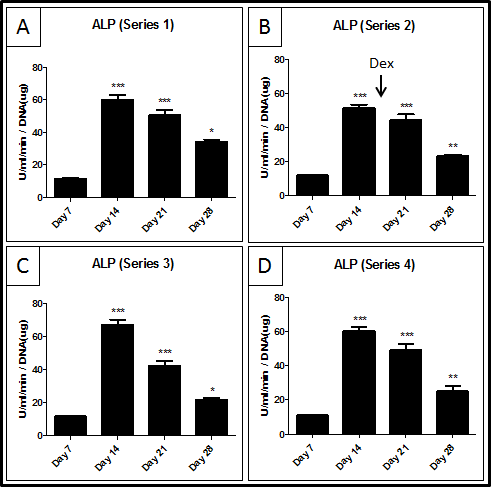 A
ALP (Series 1)
U/ml/min / DNA(ug)
80
60
40
20
0
***
***
*
Day 7
Day 14
Day 21
Day 28
B
ALP (Series 2)
Dex
U/ml/min / DNA(ug)
80
60
40
20
0
***
***
**
Day 7
Day 14
Day 21
Day 28
C
ALP (Series 3)
U/ml/min / DNA(ug)
80
60
40
20
0
***
***
*
Day 7
Day 14
Day 21
Day 28
D
ALP (Series 4)
U/ml/min / DNA(ug)
80
60
40
20
0
***
***
**
Day 7
Day 14
Day 21
Day 28